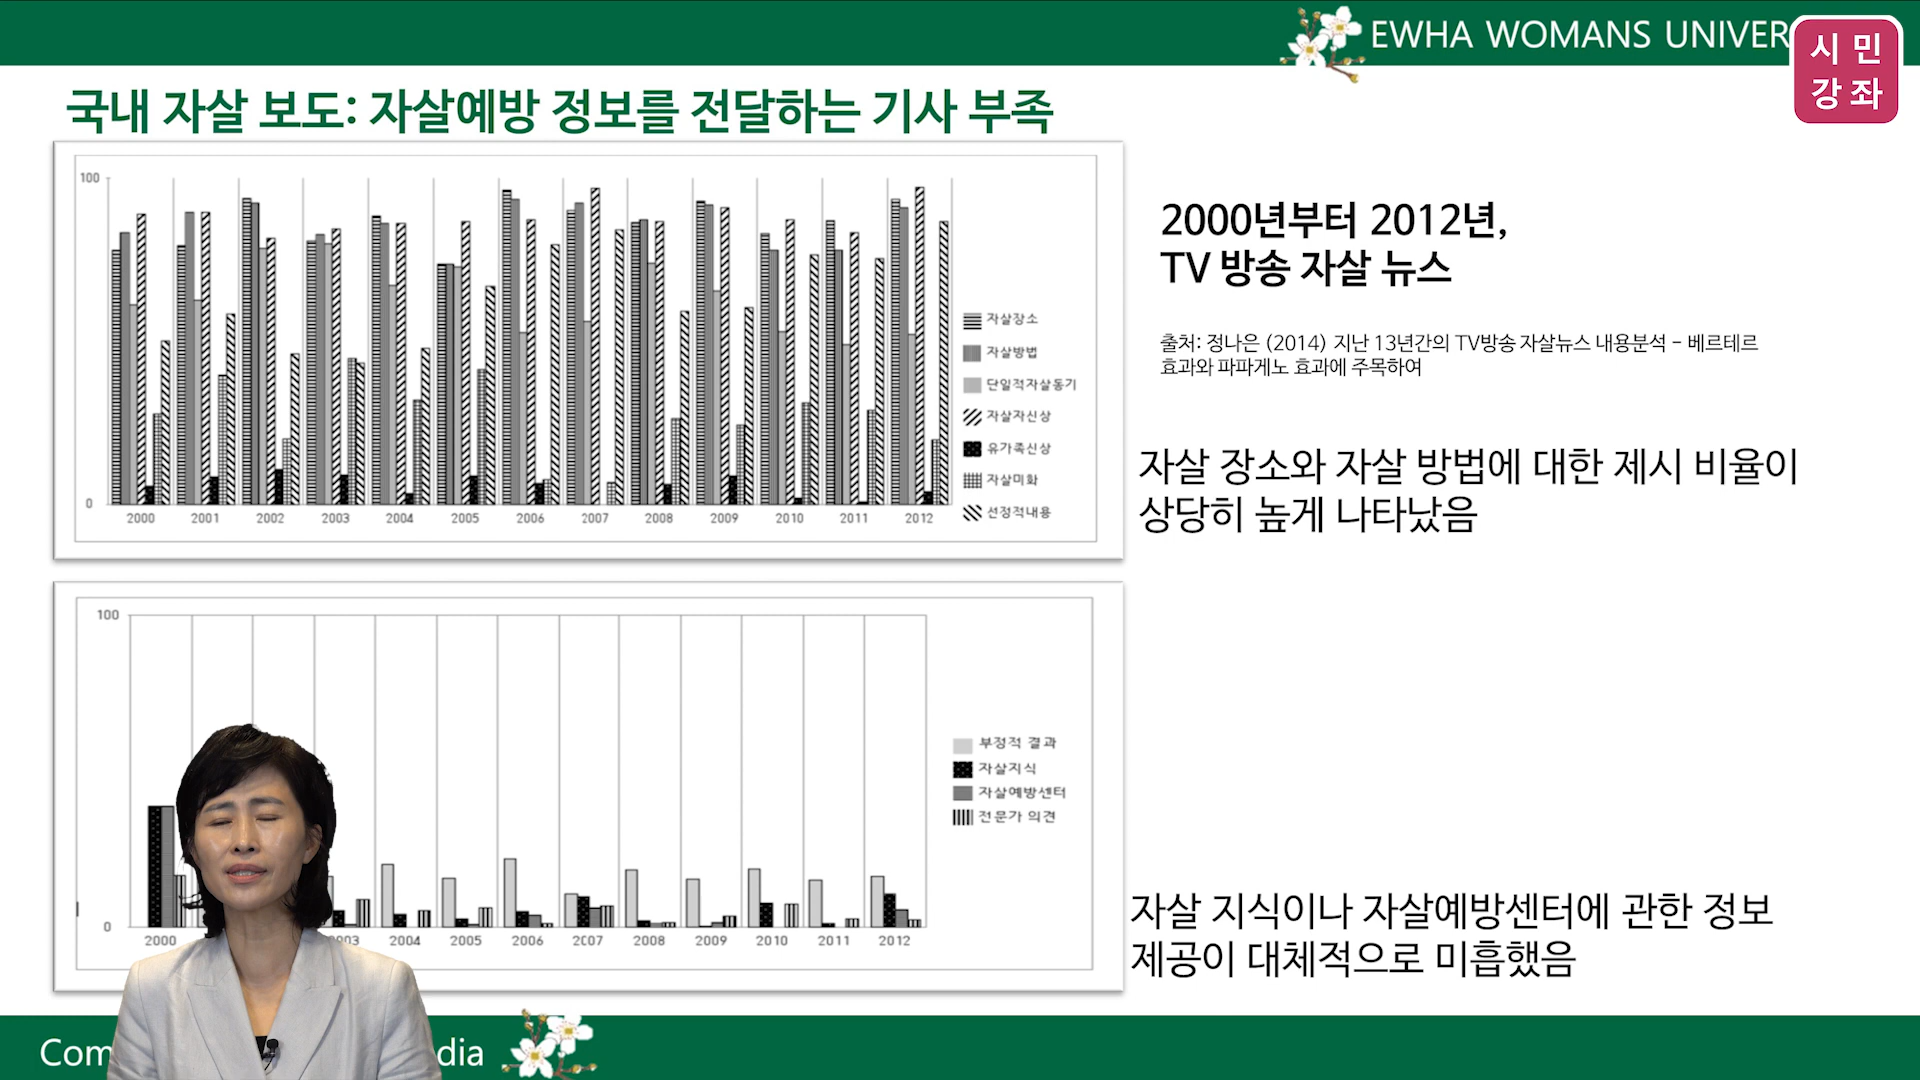 EWHA WOMANS UNIVER
시민
강좌
국내 자살 보도: 자살예방 정보를 전달하는 기사 부족
100
0
2000 2001 2002 2003 2004 2005 2006 2007 2008 2009 2010 2011 2012
자살장소
자살방법
단일적자살동기
자살자신상
유가족신상
자살미화
선정적내용
2000년부터 2012년,
TV 방송 자살 뉴스
출처: 정나은 (2014) 지난 13년간의 TV방송 자살뉴스 내용분석 – 베르테르
효과와 파파게노 효과에 주목하여
자살 장소와 자살 방법에 대한 제시 비율이
상당히 높게 나타났음
100
0
2000 003 2004 2005 2006 2007 2008 2009 2010 2011 2012
부정적 결과
자살지식
자살예방센터
전문가 의견
자살 지식이나 자살예방센터에 관한 정보
제공이 대체적으로 미흡했음
Com dia